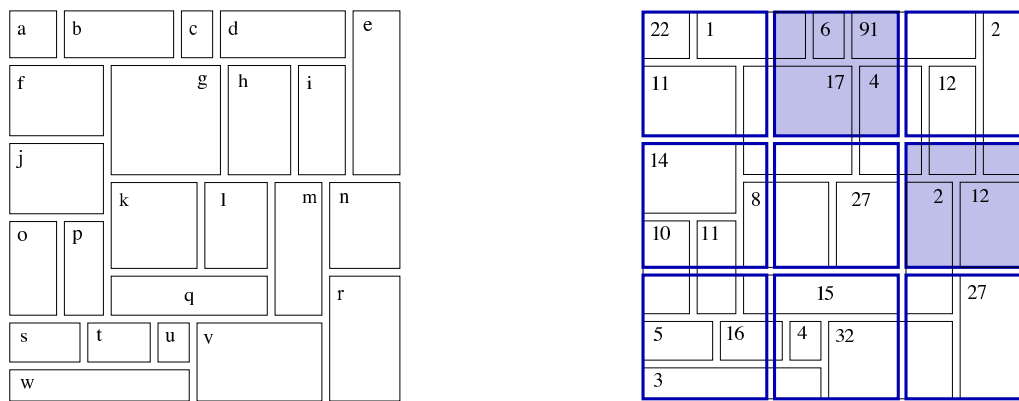 a b c d e
f g h i
j
k l m n
o p
q r
s t u v
w
22 1 6 91 2
11 17 4 12
14
8 27 2 12
10 11
15 27
5 16 4 32
3